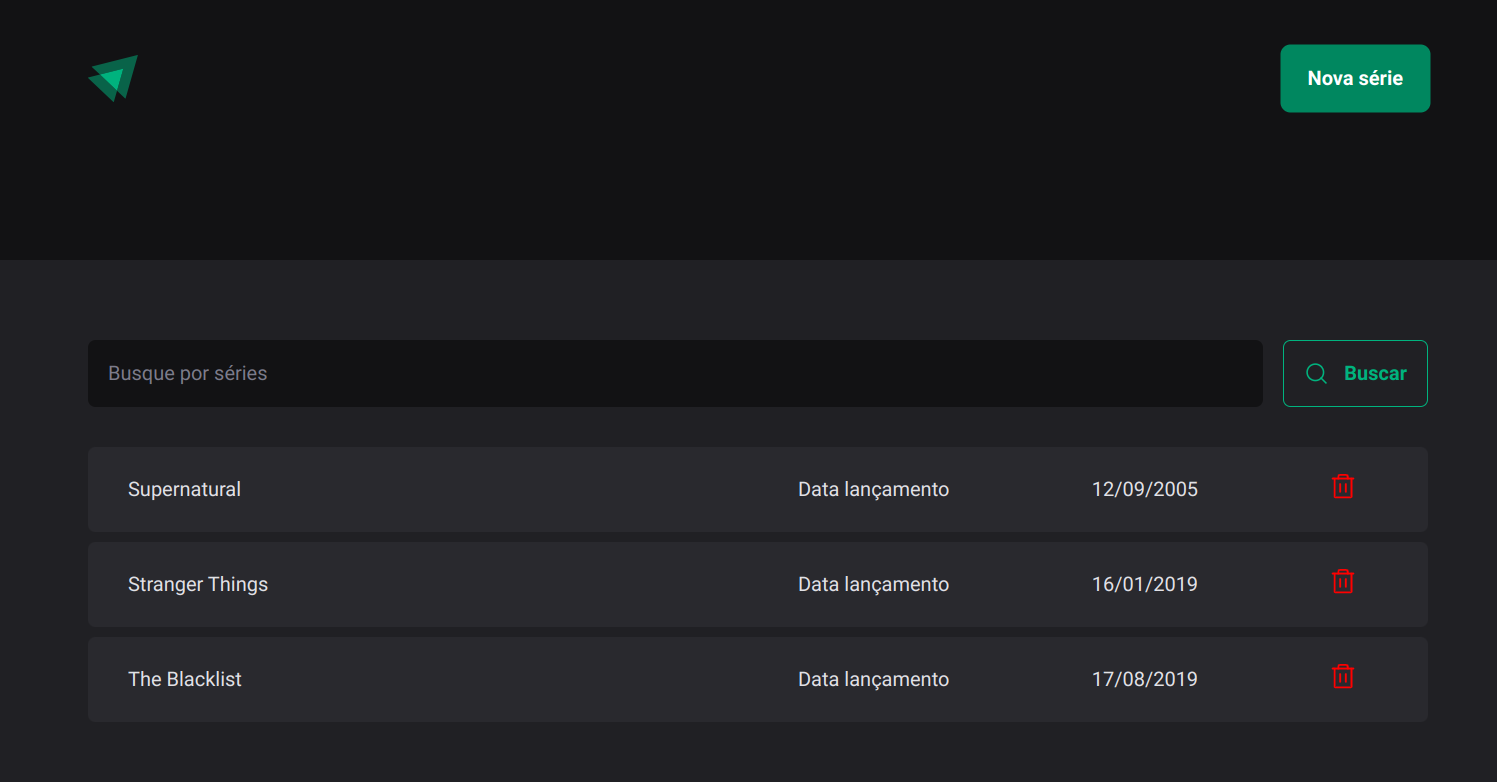 Nova série
Busque por séries
Buscar
Supernatural Data lançamento 12/09/2005
Stranger Things Data lançamento 16/01/2019
The Blacklist Data lançamento 17/08/2019